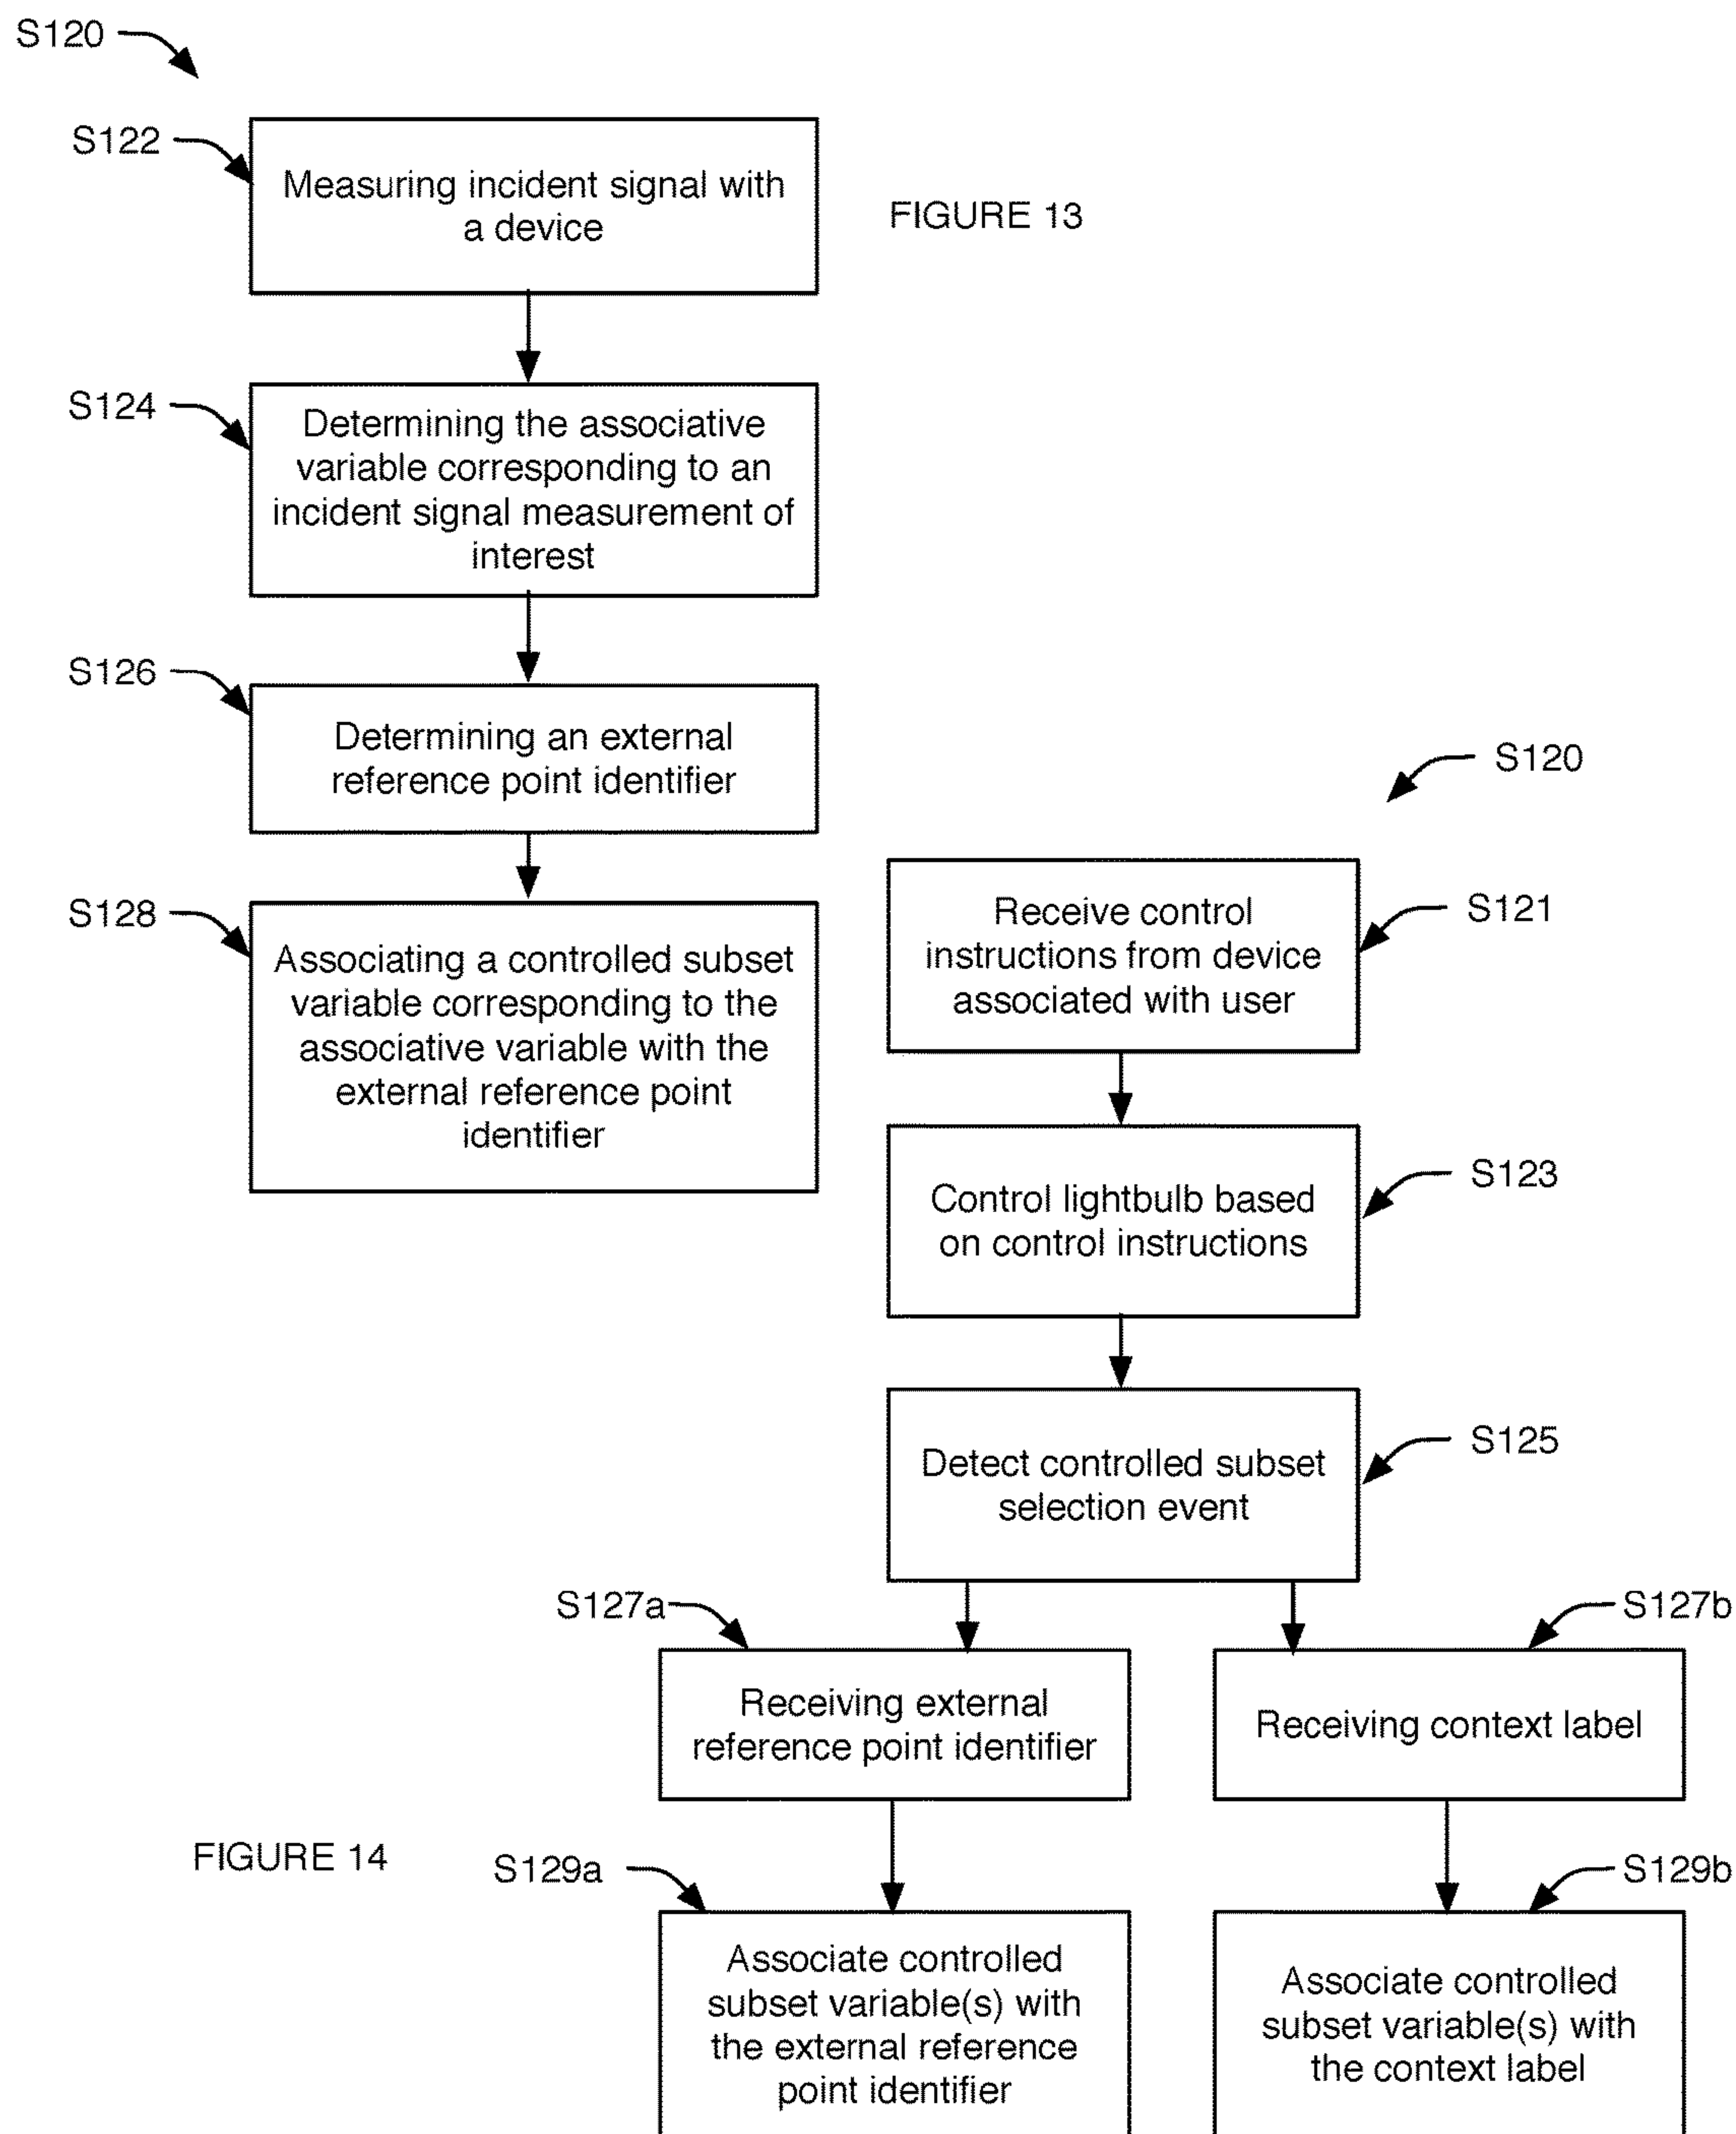 S120
S122
Measuring incident signal with
a device
FIGURE 13
S124
Determining the associative
variable corresponding to an
incident signal measurement of
interest
S126
Determining an external
reference point identifier
S128
Associating a controlled subset
variable corresponding to the
associative variable with the
external reference point
identifier
S120
S121
Receive control
instructions from device
associated with user
S123
Control lightbulb based
on control instructions
S125
Detect controlled subset
selection event
S127a
Receiving external
reference point identifier
S127b
Receiving context label
FIGURE 14
S129a
Associate controlled
subset variable(s) with
the external reference
point identifier
S129b
Associate controlled
subset variable(s) with
the context label